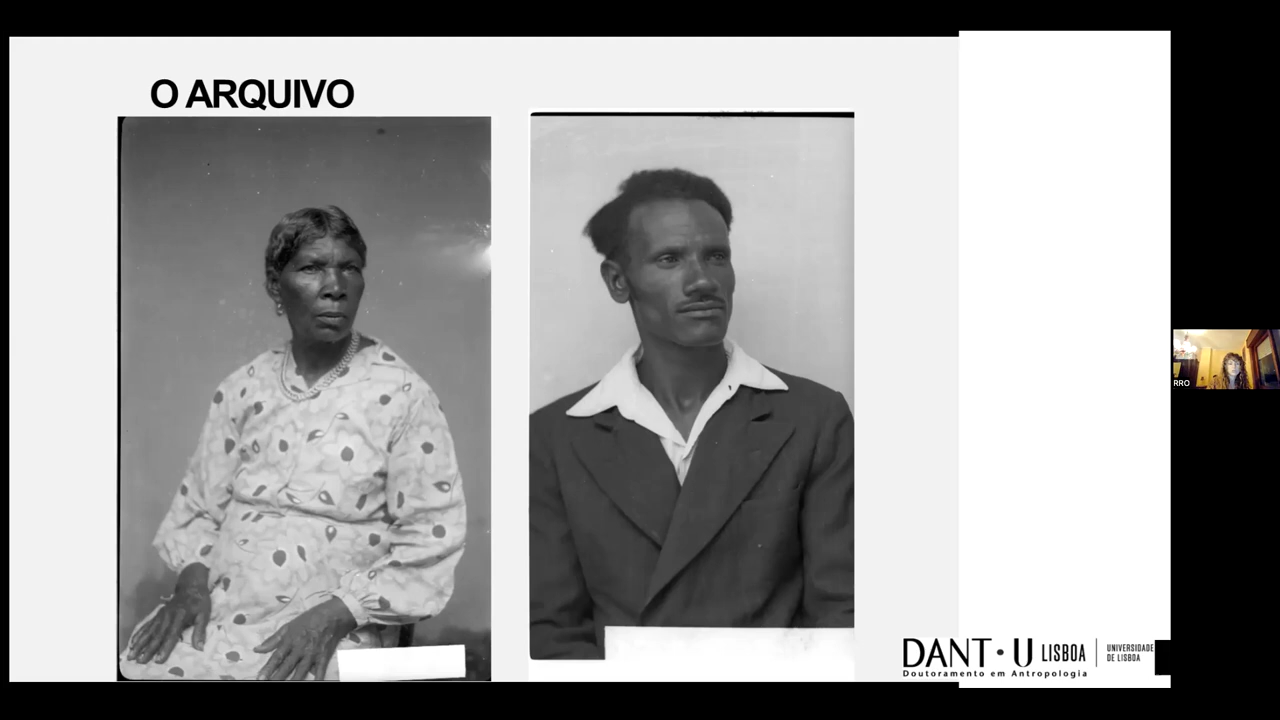 O ARQUIVO
RRO
DANT • U LISBOA | UNIVERSIDADE DE LISBOA
Doutoramento em Antropologia